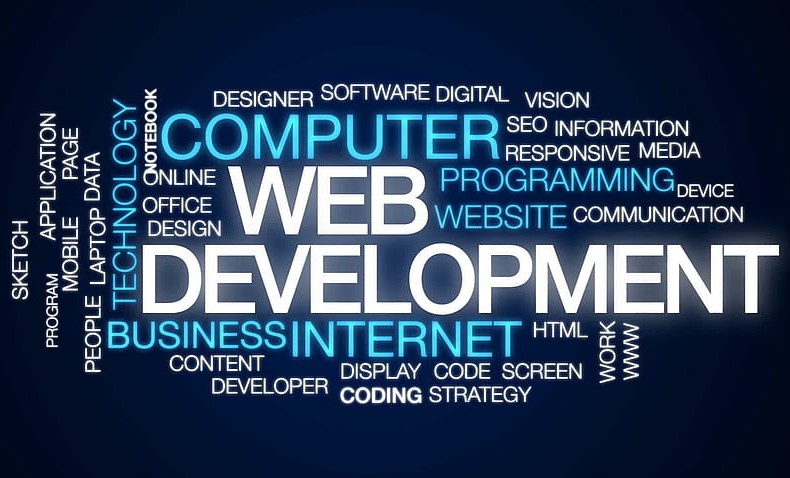 DESIGNER SOFTWARE DIGITAL VISION
COMPUTER
SEO INFORMATION
RESPONSIVE MEDIA
NOTEBOOK
TECHNOLOGY
ONLINE
OFFICE
DESIGN
WEB
PROGRAMMING
DEVICE
WEBSITE
COMMUNICATION
DEVELOPMENT
SKETCH
APPLICATION
PROGRAM
PAGE
MOBILE
DATA
LAPTOP
PEOPLE
BUSINESS INTERNET
HTML
WORK
WWW
CONTENT
DISPLAY CODE SCREEN
DEVELOPER
CODING STRATEGY